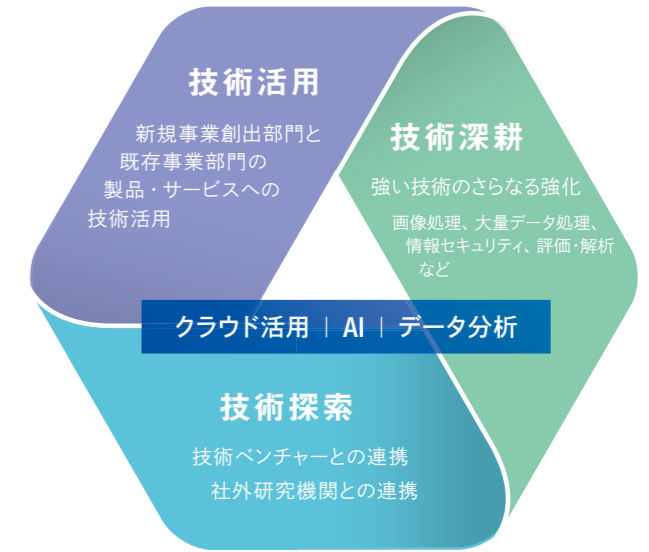 技術活用
新規事業創出部門と
既存事業部門の
製品・サービスへの
技術活用
技術深耕
強い技術のさらなる強化
画像処理、大量データ処理、
情報セキュリティ、評価・解析
など
クラウド活用 | AI | データ分析
技術探索
技術ベンチャーとの連携
社外研究機関との連携